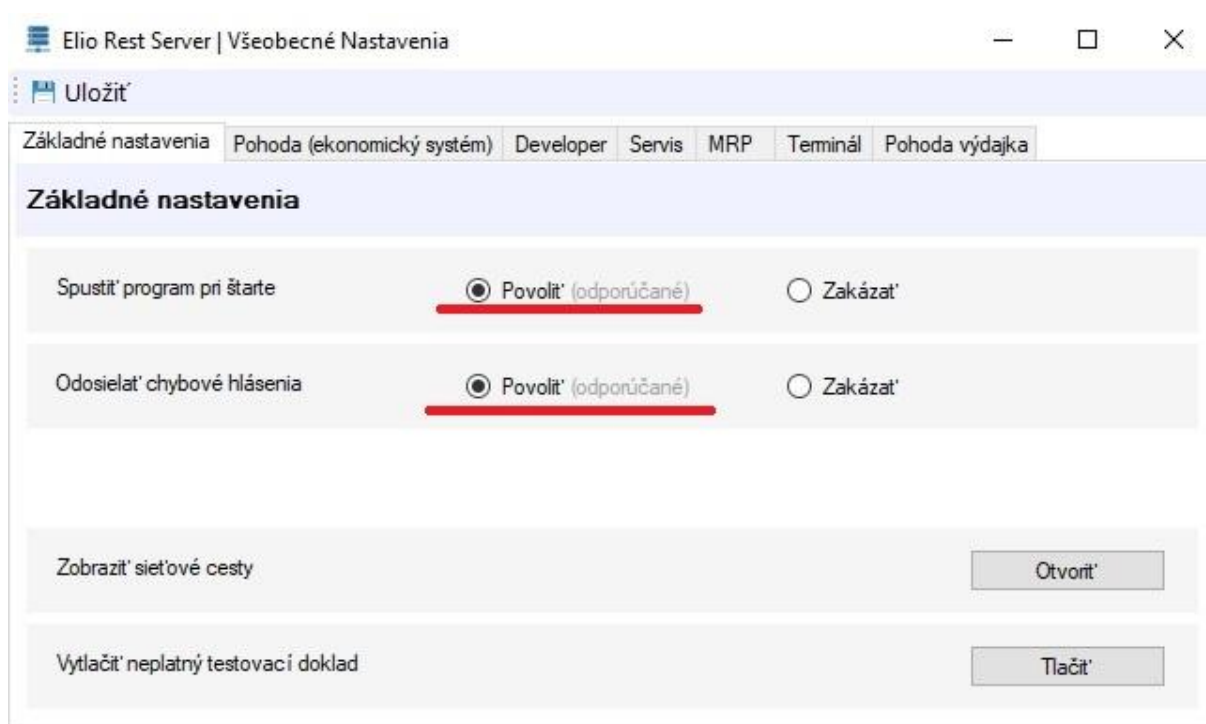 Elio Rest Server | Všeobecné Nastavenia
Uložiť
Základné nastavenia Pohoda (ekonomický systém) Developer Servis MRP Terminál Pohoda výdajka
Základné nastavenia
Spustiť program pri štarte Povoliť (odporúčané) Zakázať
Odosielať chybové hlásenia Povoliť (odporúčané) Zakázať
Zobraziť sieťové cesty Otvoriť
Vytlačiť neplatný testovací doklad Tlačiť